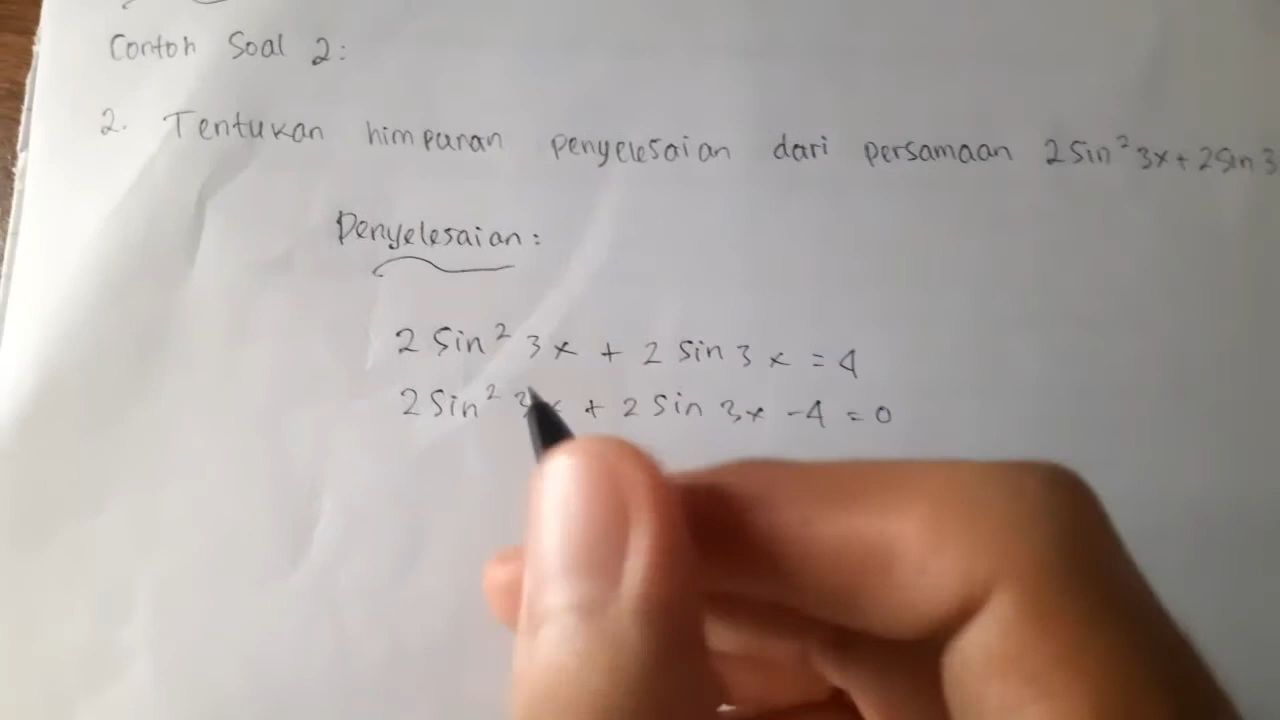 Contoh Soal 2:
2. Tentukan himpunan penyelesaian dari persamaan 2 sin² 3x + 2 sin 3
Penyelesaian:
2 sin² 3x + 2 sin 3x = 4
2 sin² 3x + 2 sin 3x - 4 = 0